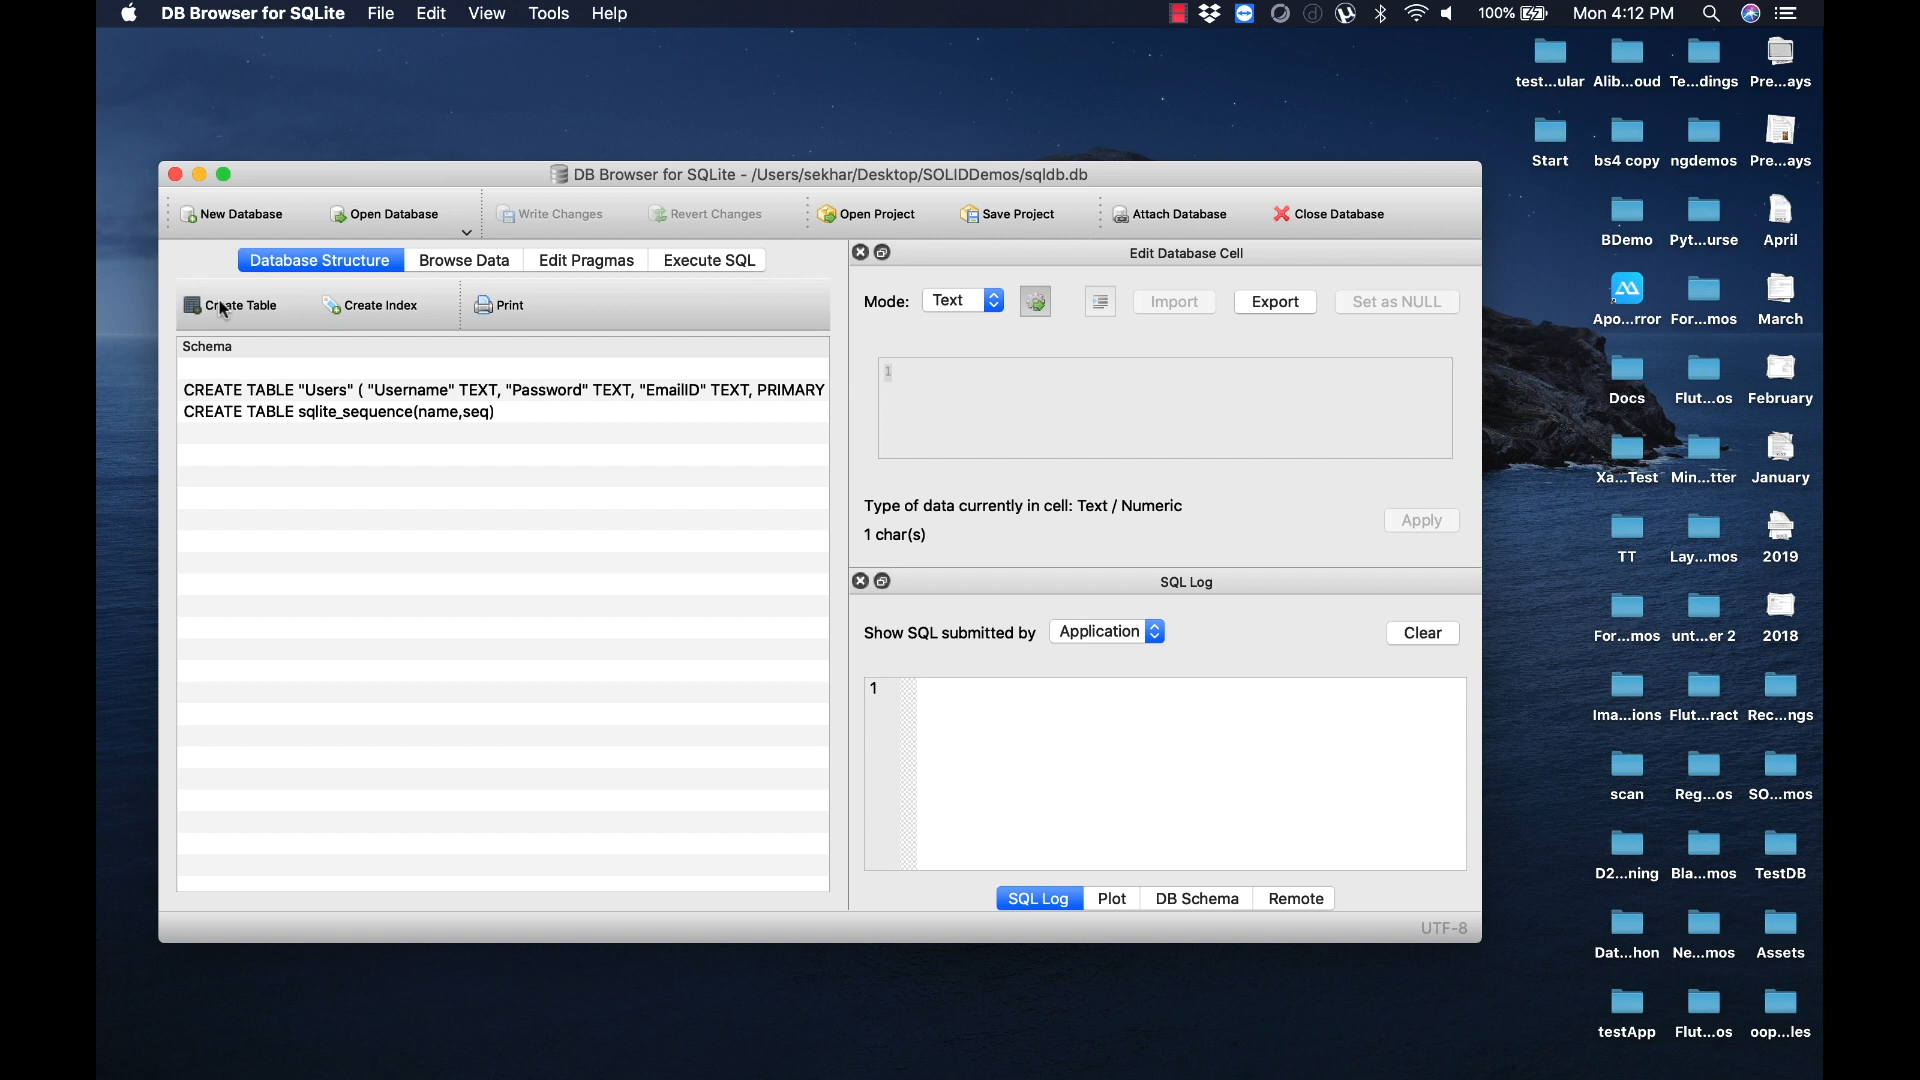 DB Browser for SQLite File Edit View Tools Help 100% Mon 4:12 PM
test...ular Alib...oud Te...dings Pre...ays
Start bs4 copy ngdemos Pre...ays
BDemo Pyt...urse April
Apo...rror For...mos March
Docs Flut...os February
Xa...Test Min...tter January
TT Lay...mos 2019
For...mos unt...er 2 2018
Ima...ions Flut...ract Rec...ngs
scan Reg...os SO...mos
D2...ning Bla...mos TestDB
Dat...hon Ne...mos Assets
testApp Flut...os oop...les
DB Browser for SQLite - /Users/sekhar/Desktop/SOLIDDemos/sqldb.db
New Database Open Database Write Changes Revert Changes Open Project Save Project Attach Database Close Database
Database Structure Browse Data Edit Pragmas Execute SQL
Create Table Create Index Print
Schema
CREATE TABLE "Users" ( "Username" TEXT, "Password" TEXT, "EmailID" TEXT, PRIMARY
CREATE TABLE sqlite_sequence(name,seq)
Edit Database Cell
Mode: Text Import Export Set as NULL
1
Type of data currently in cell: Text / Numeric
1 char(s)
Apply
SQL Log
Show SQL submitted by Application Clear
1
SQL Log Plot DB Schema Remote
UTF-8